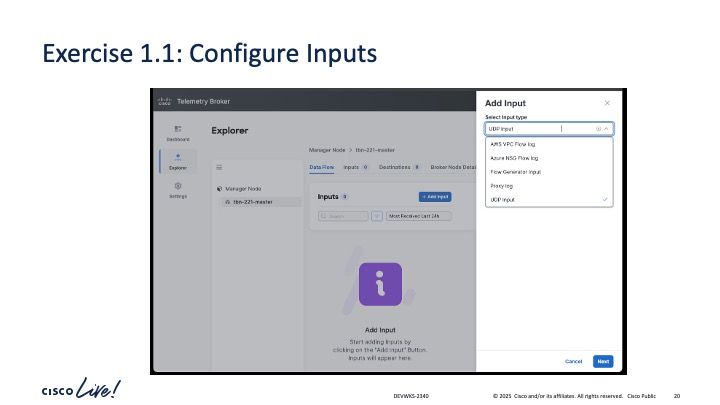 Exercise 1.1: Configure Inputs
CISCO
Telemetry Broker
Dashboard
Explorer
Settings
Explorer
Manager Node
tbn-221-master
Manager Node > tbn-221-master
Data Flow Inputs 0 Destinations Broker Node Detai
Inputs
+ Add Input
Search
Most Received Last 24h
Add Input
Start adding inputs by
clicking on the "Add Input" Button.
Inputs will appear here.
Add Input
Select input type
UDP Input
AWS VPC Flow log
Azure NSG Flow log
Flow Generator Input
Proxy log
UDP Input
Cancel
Next
CISCO Live!
DEVWKS-2340
© 2025 Cisco and/or its affiliates. All rights reserved. Cisco Public
20